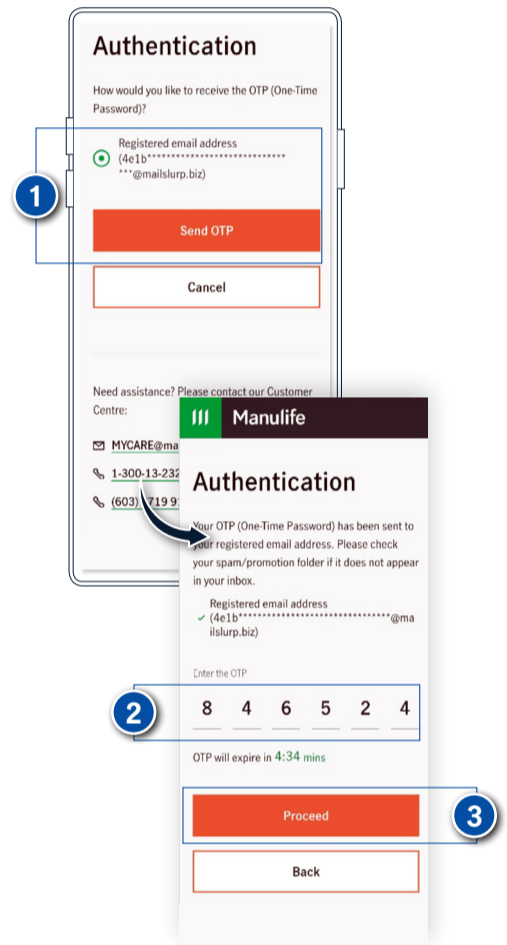 Authentication
How would you like to receive the OTP (One-Time
Password)?
Registered email address
(4e1b*****************************
***@mailslurp.biz)
1
Send OTP
Cancel
Need assistance? Please contact our Customer
Centre:
MYCARE@ma
1-300-13-232
(603) 719 9
Manulife
Authentication
Your OTP (One-Time Password) has been sent to
your registered email address. Please check
your spam/promotion folder if it does not appear
in your inbox.
Registered email address
(4e1b********************************@ma
ilslurp.biz)
Enter the OTP
2
8 4 6 5 2 4
OTP will expire in 4:34 mins
Proceed
3
Back